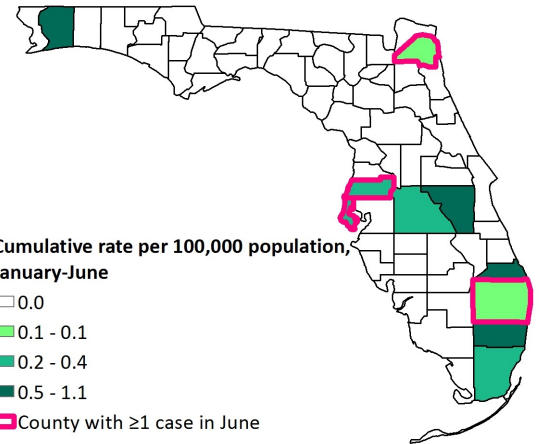 Cumulative rate per 100,000 population,
January-June
0.0
0.1 - 0.1
0.2 - 0.4
0.5 - 1.1
County with ≥1 case in June